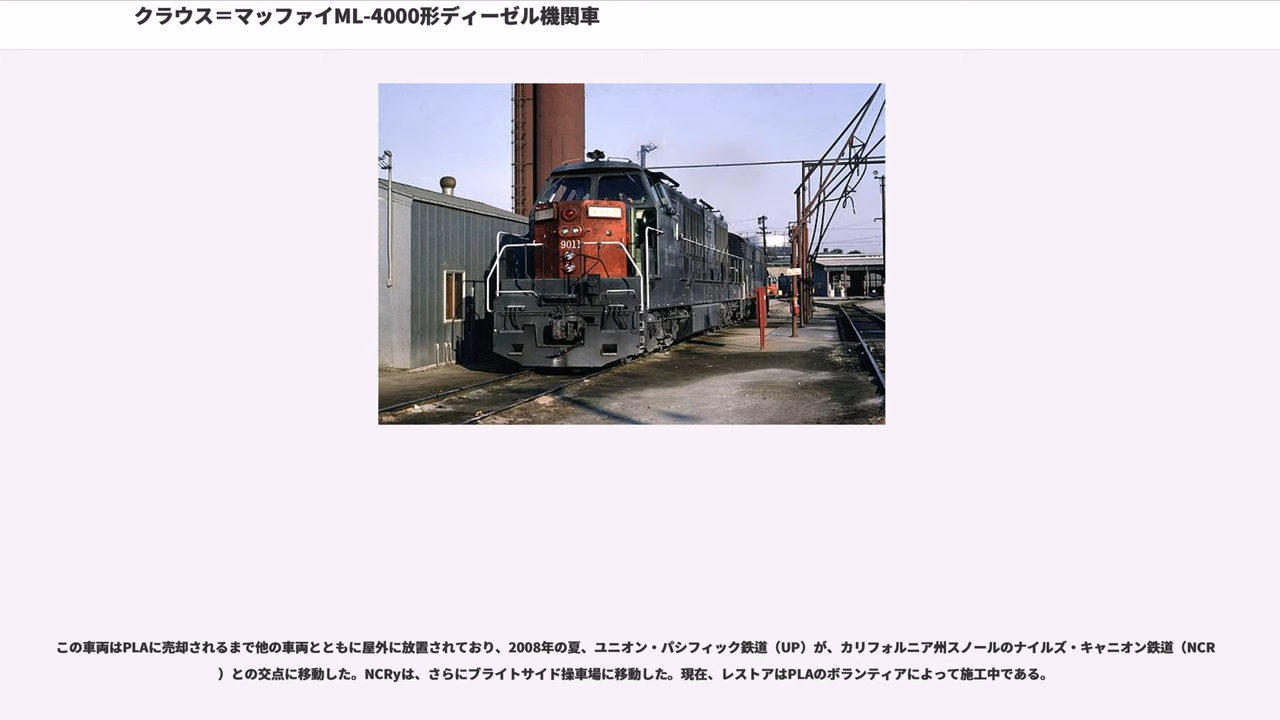 クラウス＝マッファイML-4000形ディーゼル機関車
9011
この車両はPLAに売却されるまで他の車両とともに屋外に放置されており、2008年の夏、ユニオン・パシフィック鉄道（UP）が、カリフォルニア州スノールのナイルズ・キャニオン鉄道（NCR
）との交点に移動した。NCRyは、さらにブライトサイド操車場に移動した。現在、レストアはPLAのボランティアによって施工中である。